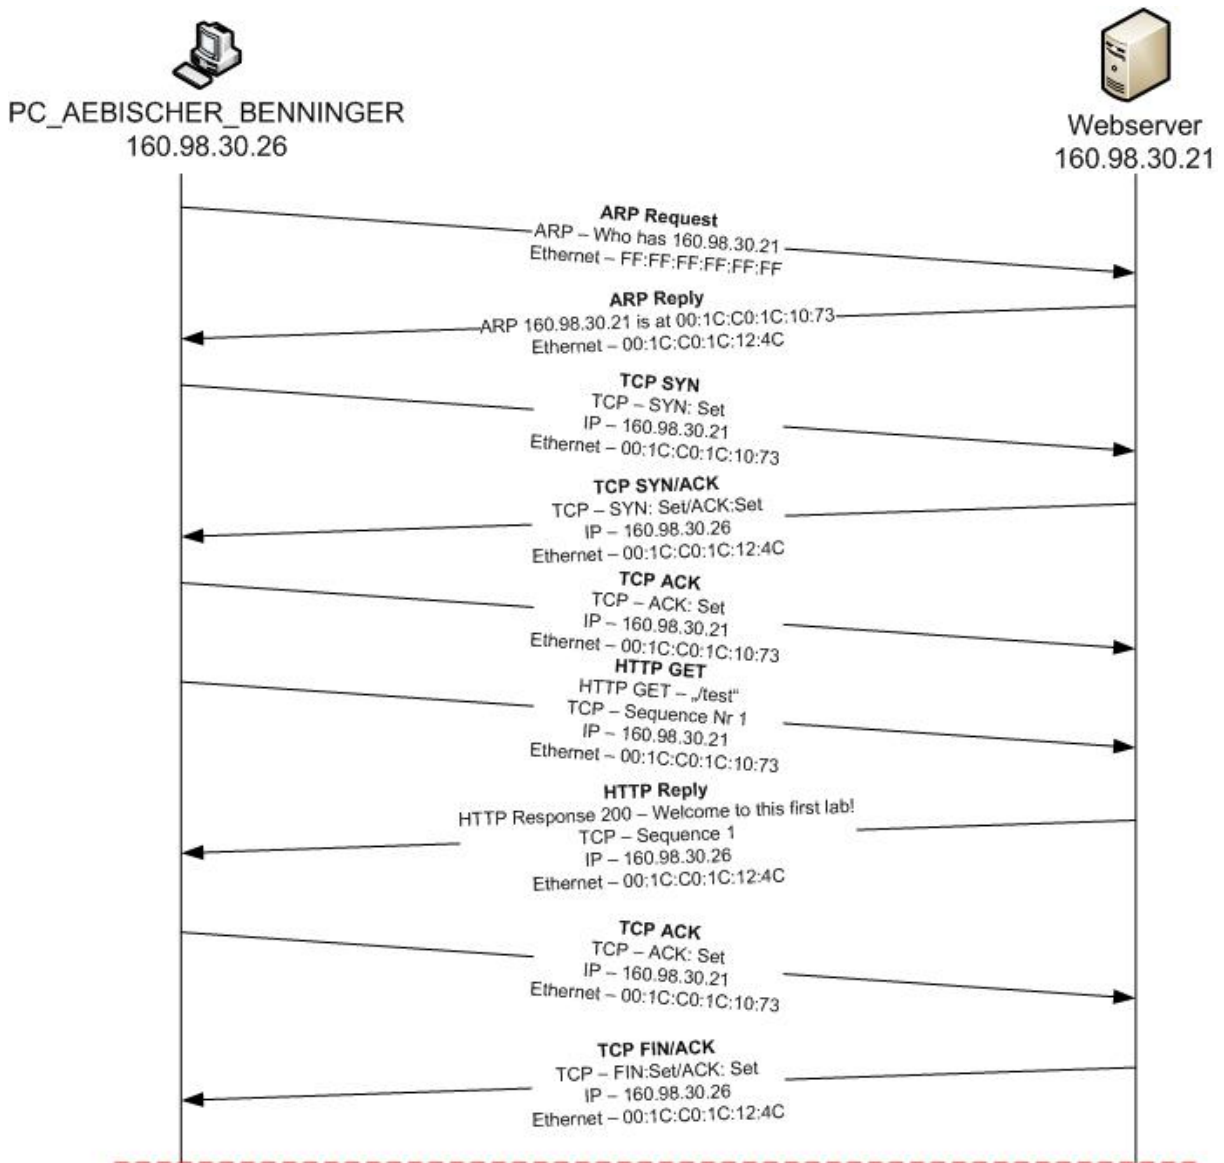 PC_AEBISCHER_BENNINGER
160.98.30.26
Webserver
160.98.30.21
ARP Request
ARP – Who has 160.98.30.21
Ethernet – FF:FF:FF:FF:FF:FF
ARP Reply
ARP 160.98.30.21 is at 00:1C:C0:1C:10:73
Ethernet – 00:1C:C0:1C:12:4C
TCP SYN
TCP – SYN: Set
IP – 160.98.30.21
Ethernet – 00:1C:C0:1C:10:73
TCP SYN/ACK
TCP – SYN: Set/ACK:Set
IP – 160.98.30.26
Ethernet – 00:1C:C0:1C:12:4C
TCP ACK
TCP – ACK: Set
IP – 160.98.30.21
Ethernet – 00:1C:C0:1C:10:73
HTTP GET
HTTP GET – „/test“
TCP – Sequence Nr 1
IP – 160.98.30.21
Ethernet – 00:1C:C0:1C:10:73
HTTP Reply
HTTP Response 200 – Welcome to this first lab!
TCP – Sequence 1
IP – 160.98.30.26
Ethernet – 00:1C:C0:1C:12:4C
TCP ACK
TCP – ACK: Set
IP – 160.98.30.21
Ethernet – 00:1C:C0:1C:10:73
TCP FIN/ACK
TCP – FIN:Set/ACK: Set
IP – 160.98.30.26
Ethernet – 00:1C:C0:1C:12:4C